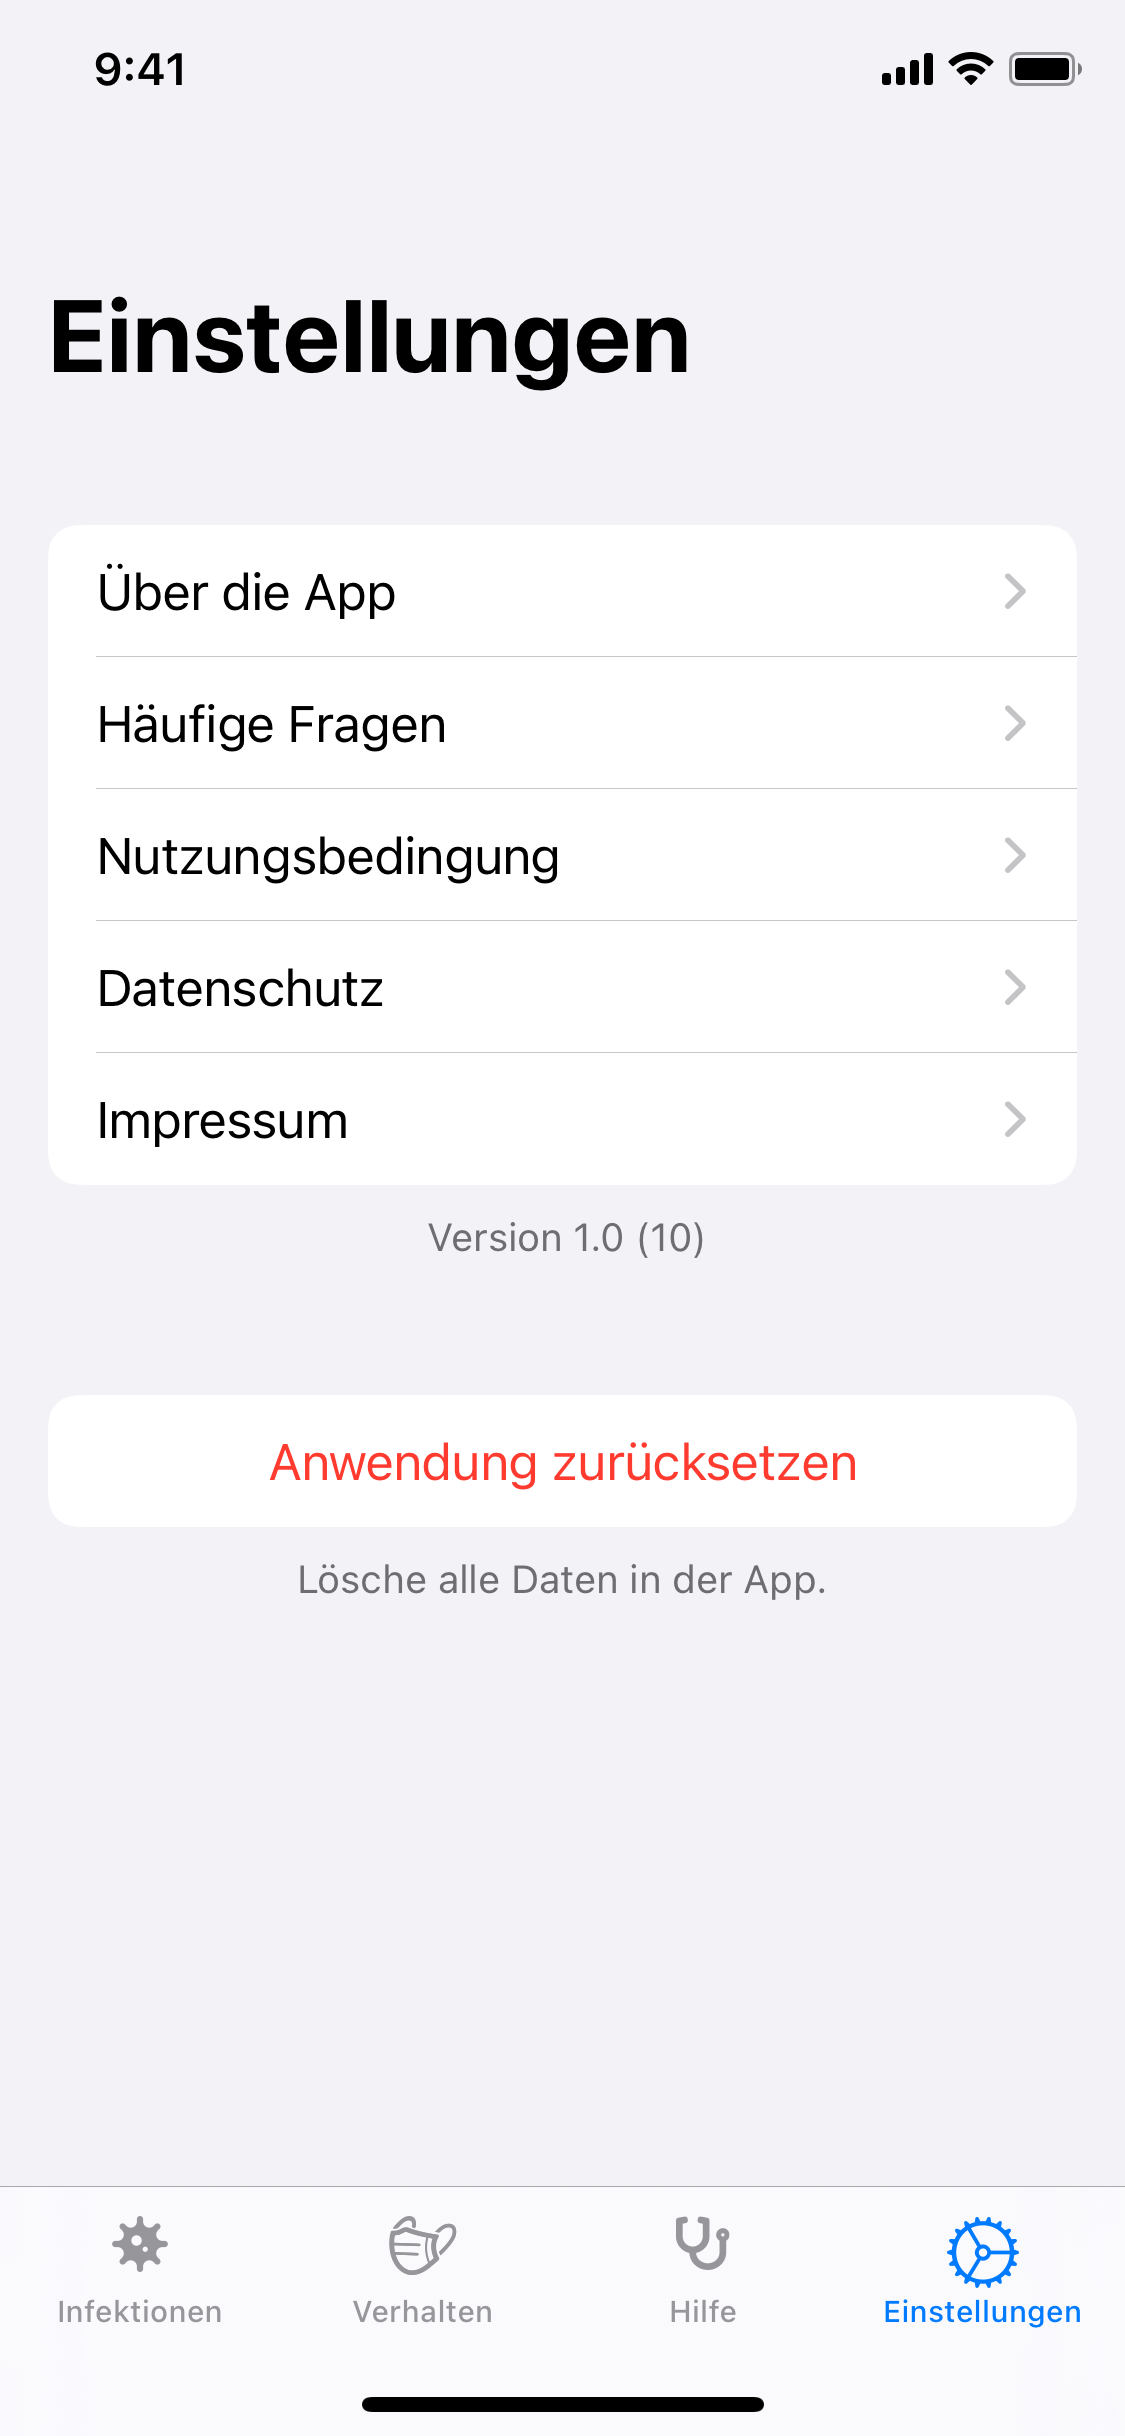 9:41
Einstellungen
Über die App
Häufige Fragen
Nutzungsbedingung
Datenschutz
Impressum
Version 1.0 (10)
Anwendung zurücksetzen
Lösche alle Daten in der App.
Infektionen
Verhalten
Hilfe
Einstellungen